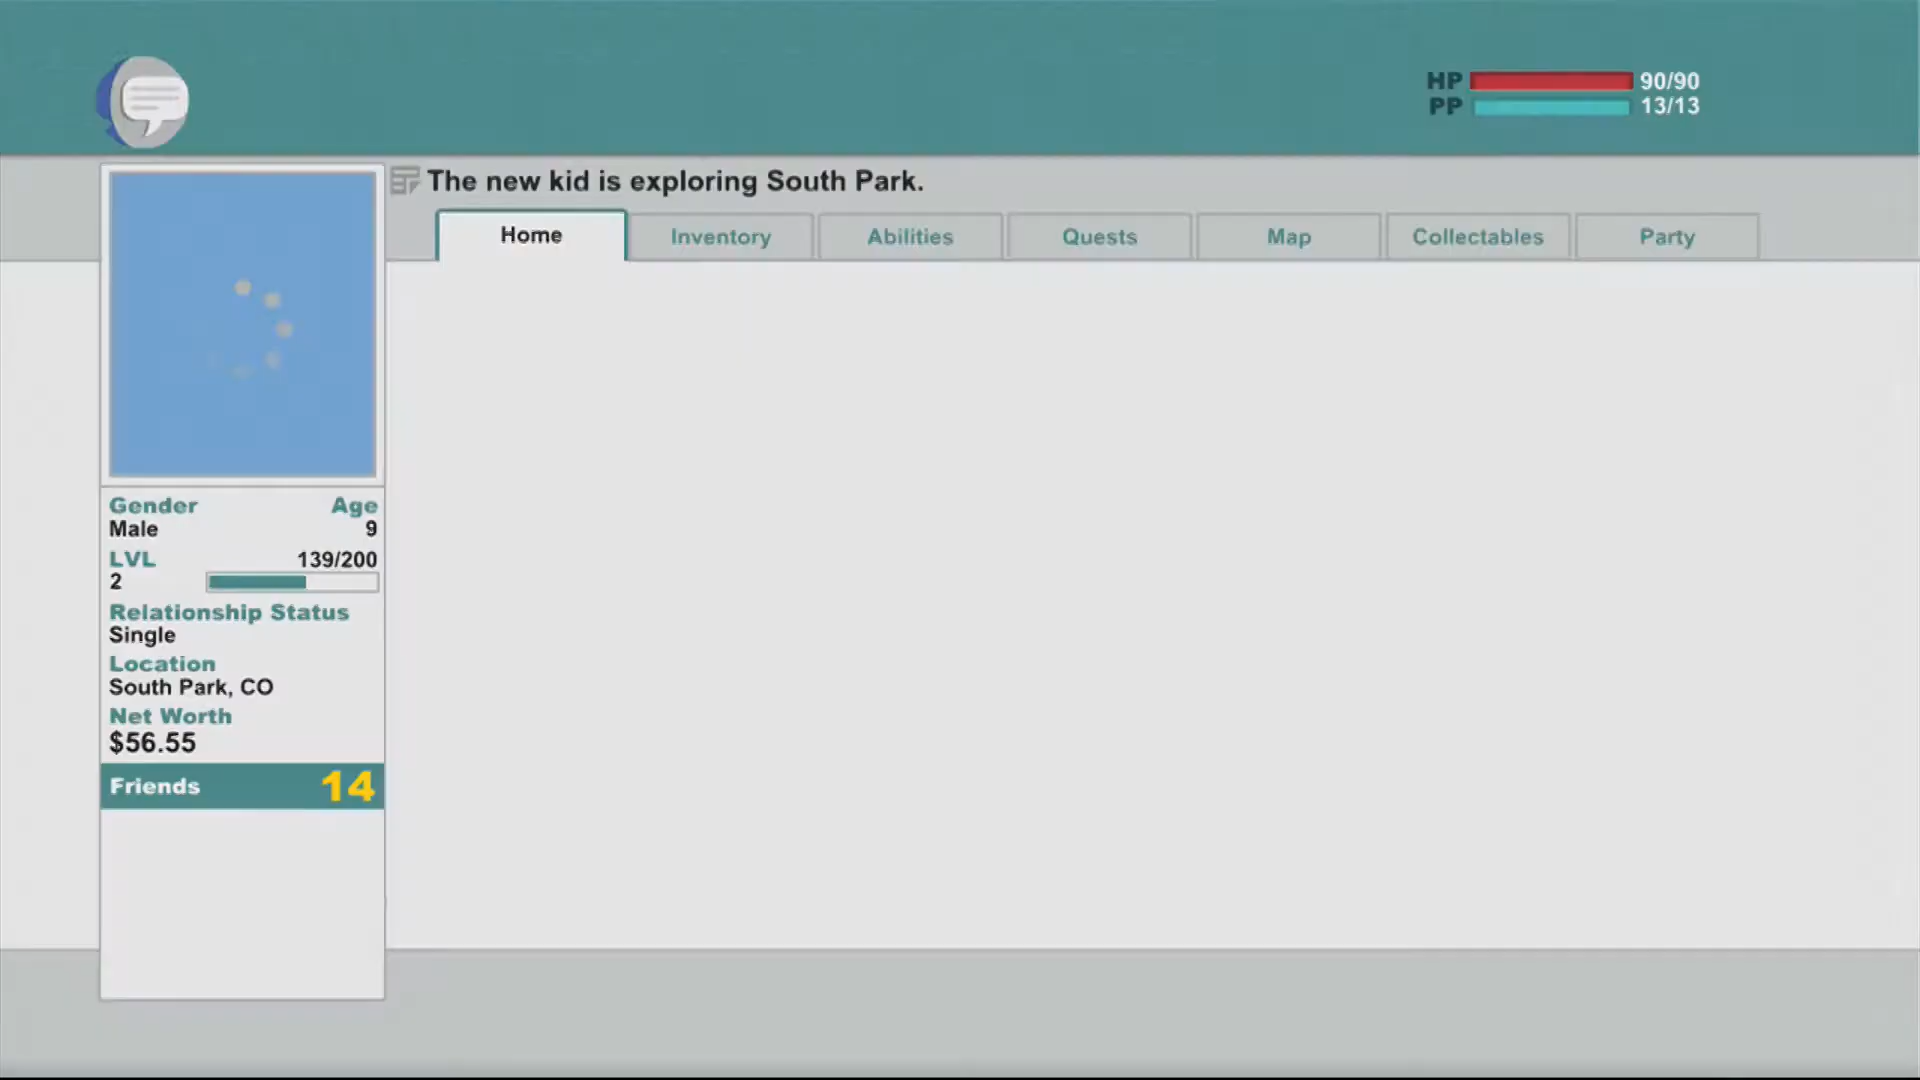 HP 90/90
PP 13/13
The new kid is exploring South Park.
Home Inventory Abilities Quests Map Collectables Party
Gender Age
Male 9
LVL 139/200
2
Relationship Status
Single
Location
South Park, CO
Net Worth
$56.55
Friends 14